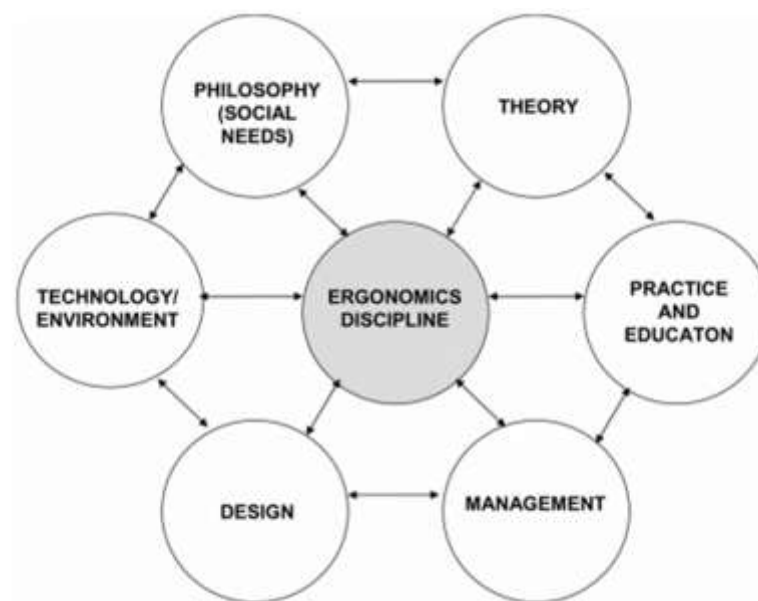 PHILOSOPHY
(SOCIAL
NEEDS)
THEORY
TECHNOLOGY/
ENVIRONMENT
ERGONOMICS
DISCIPLINE
PRACTICE
AND
EDUCATON
DESIGN
MANAGEMENT